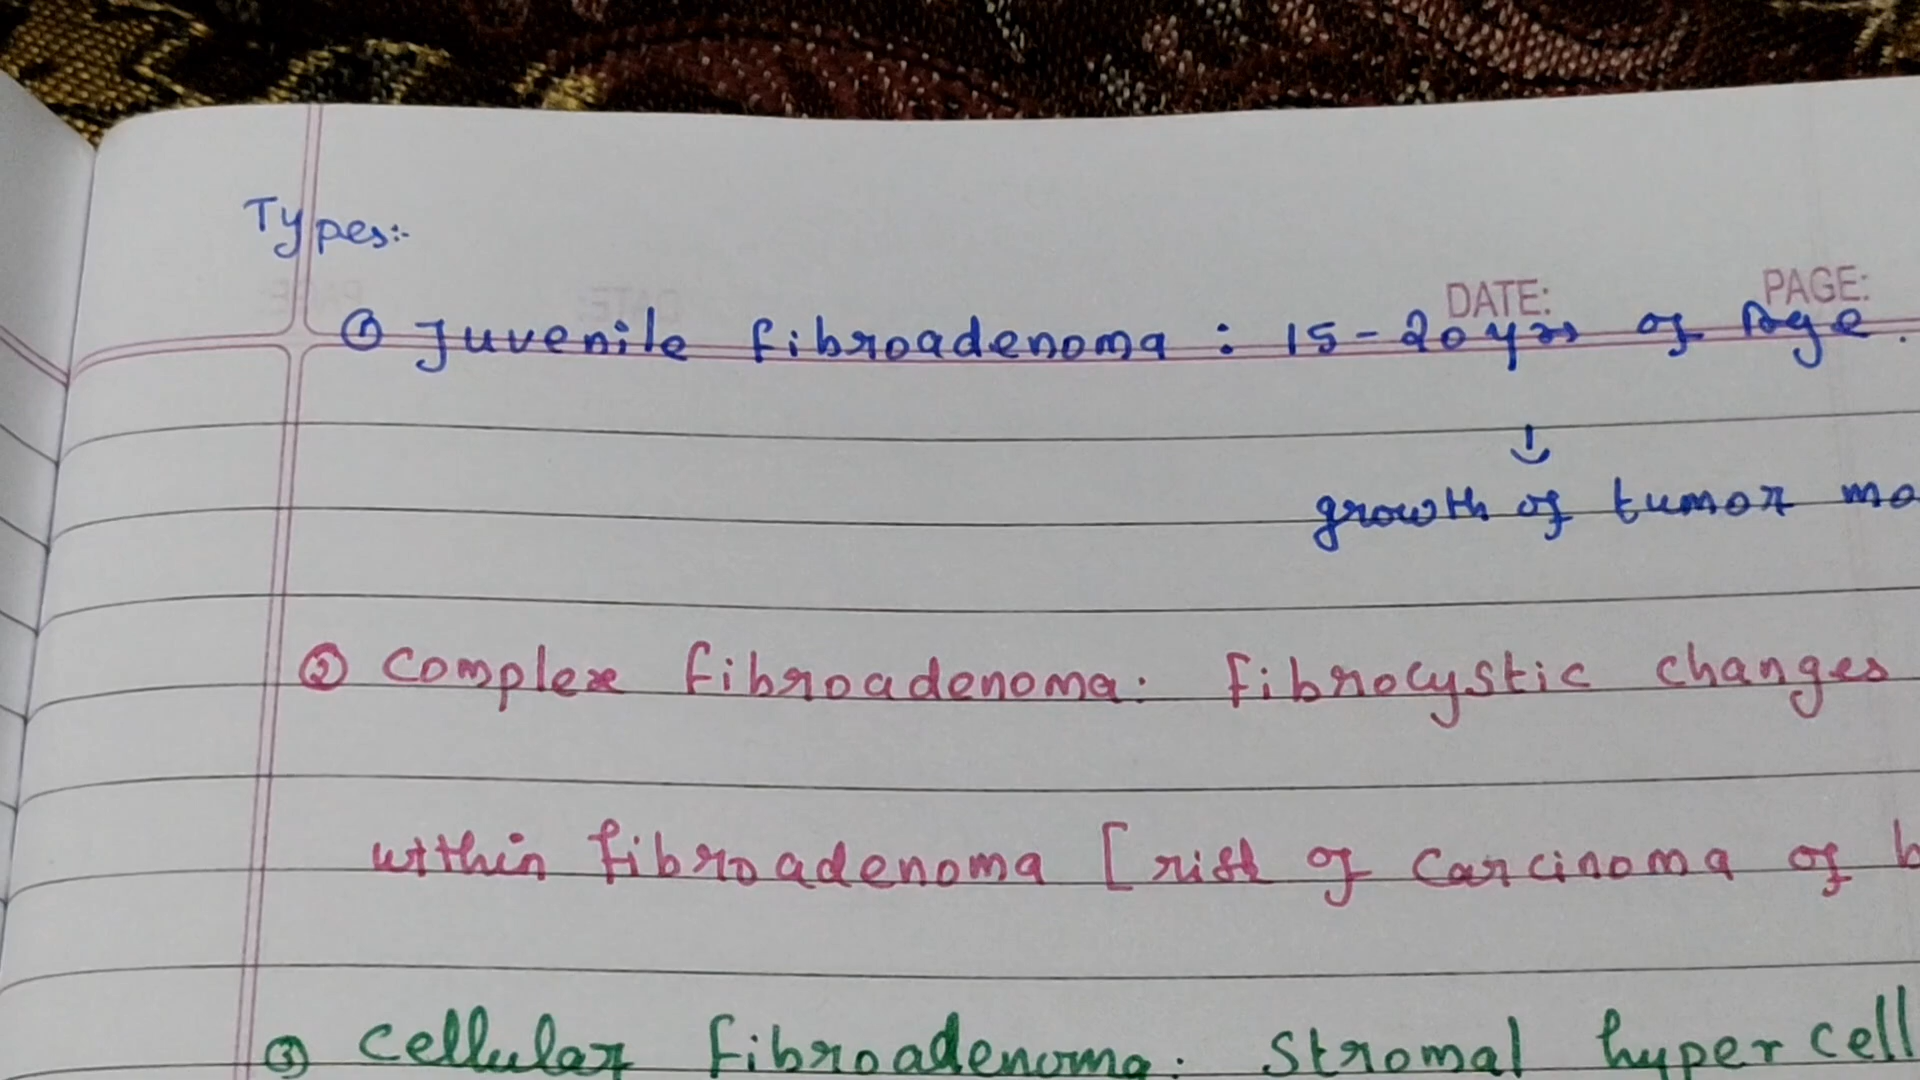 Types:-
DATE: PAGE:
① Juvenile fibroadenoma : 15-20 yrs of Age.
↓
growth of tumor mo
② Complex fibroadenoma: fibrocystic changes
within fibroadenoma [risk of Carcinoma of b
③ Cellular fibroadenoma: Stromal hyper cell